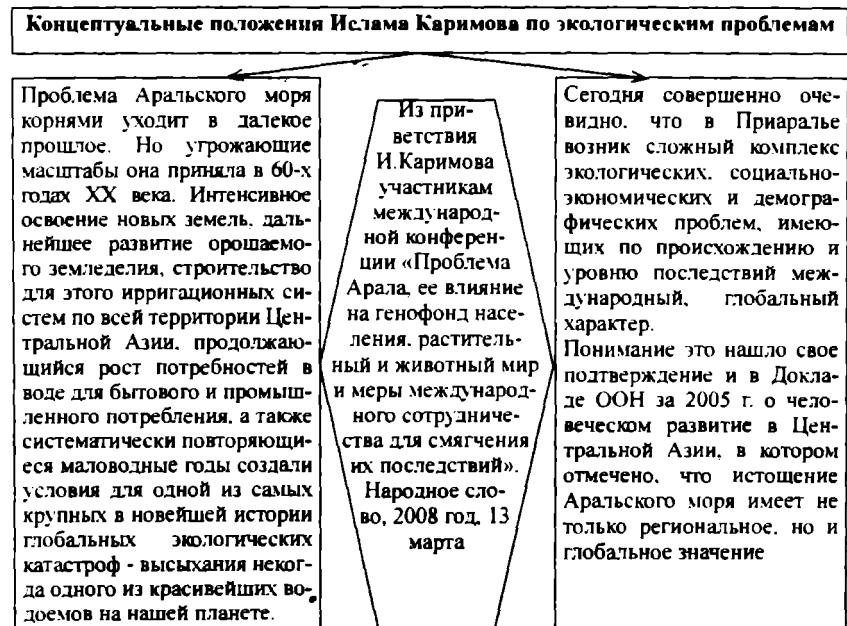 Концептуальные положения Ислама Каримова по экологическим проблемам
Проблема Аральского моря
корнями уходит в далекое
прошлое. Но угрожающие
масштабы она приняла в 60-х
годах XX века. Интенсивное
освоение новых земель, даль-
нейшее развитие орошаемо-
го земледелия, строительство
для этого ирригационных си-
стем по всей территории Цен-
тральной Азии, продолжаю-
щийся рост потребностей в
воде для бытового и промыш-
ленного потребления, а также
систематически повторяющи-
еся маловодные годы создали
условия для одной из самых
крупных в новейшей истории
глобальных экологических
катастроф - высыхания неког-
да одного из красивейших во-
доемов на нашей планете.
Из при-
ветствия
И.Каримова
участникам
международ-
ной конферен-
ции «Проблема
Арала, ее влияние
на генофонд насе-
ления, раститель-
ный и животный мир
и меры международ-
ного сотрудниче-
ства для смягчения
их последствий».
Народное сло-
во, 2008 год, 13
марта
Сегодня совершенно оче-
видно, что в Приаралье
возник сложный комплекс
экологических, социально-
экономических и демогра-
фических проблем, имею-
щих по происхождению и
уровню последствий меж-
дународный, глобальный
характер.
Понимание это нашло свое
подтверждение и в Докла-
де ООН за 2005 г. о чело-
веческом развитие в Цен-
тральной Азии, в котором
отмечено, что истощение
Аральского моря имеет не
только региональное, но и
глобальное значение